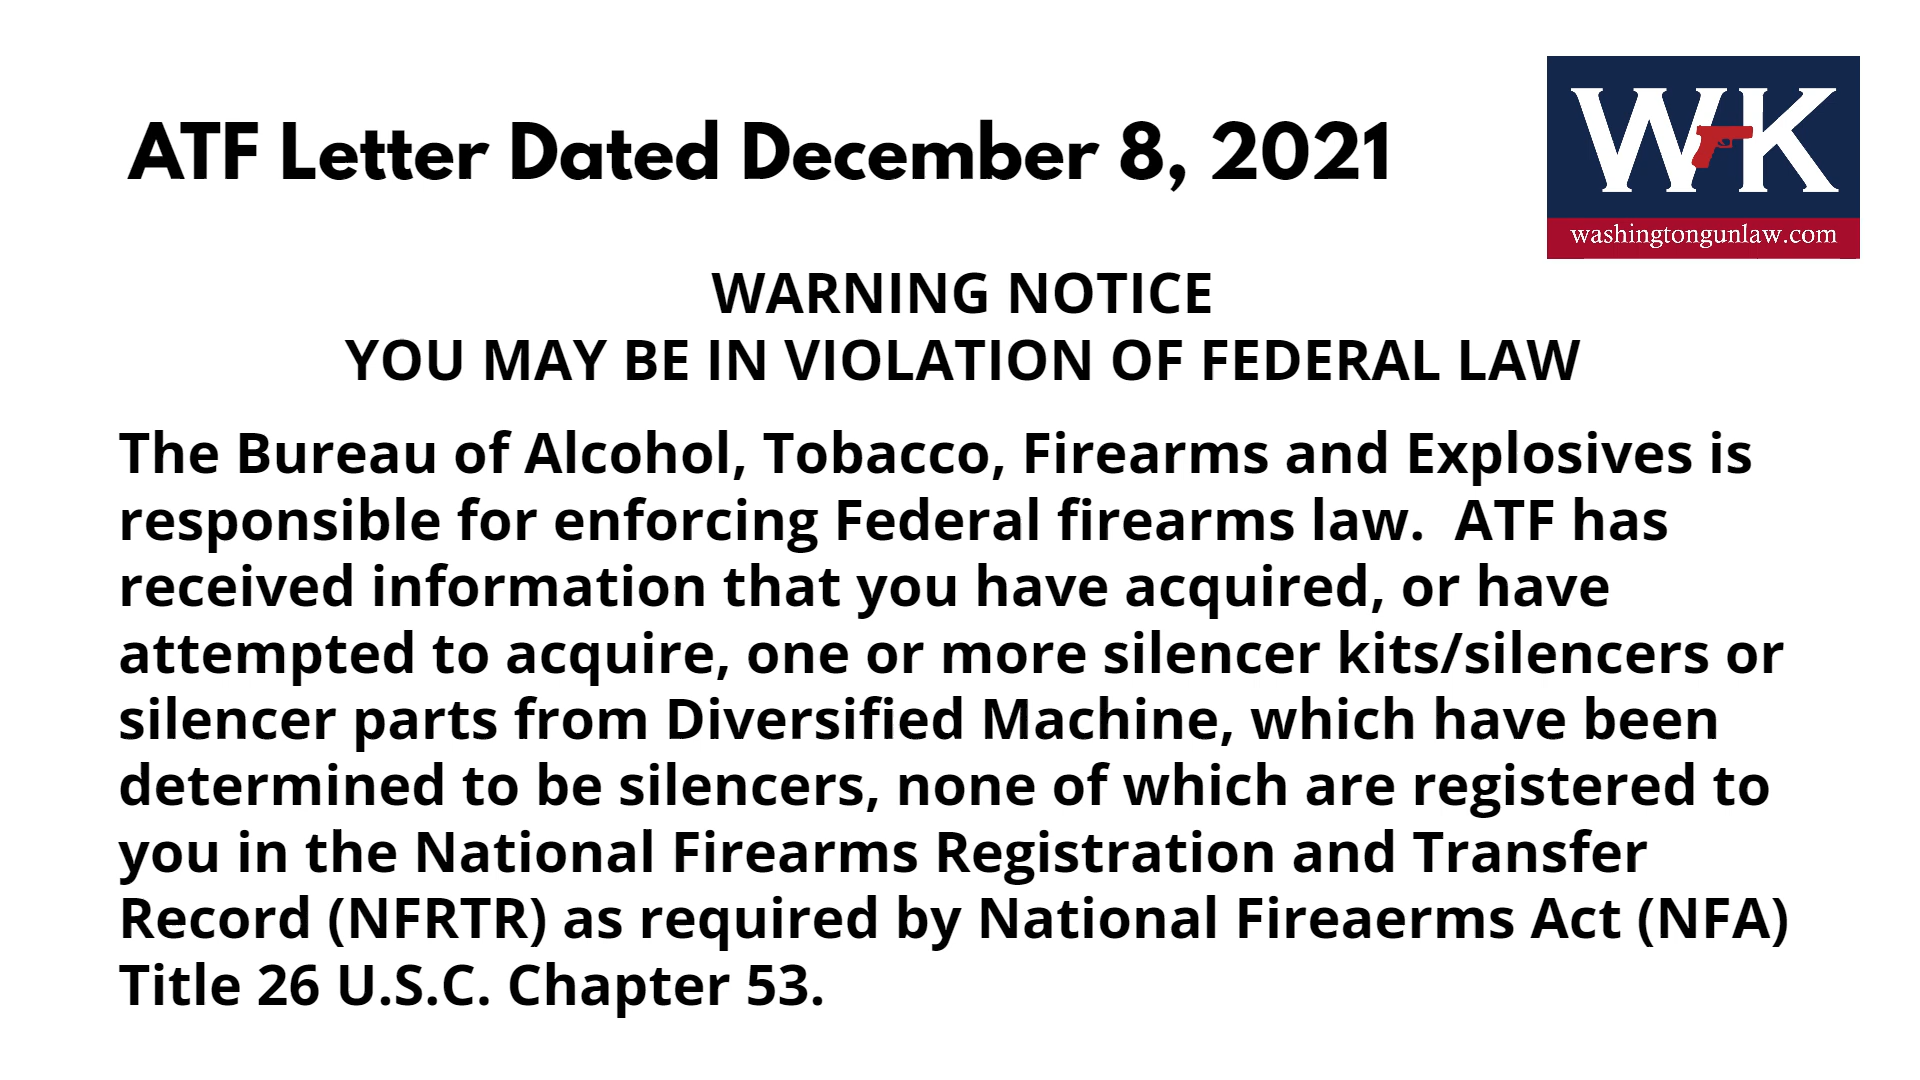 ATF Letter Dated December 8, 2021
WK
washingtongunlaw.com
WARNING NOTICE
YOU MAY BE IN VIOLATION OF FEDERAL LAW
The Bureau of Alcohol, Tobacco, Firearms and Explosives is
responsible for enforcing Federal firearms law.  ATF has
received information that you have acquired, or have
attempted to acquire, one or more silencer kits/silencers or
silencer parts from Diversified Machine, which have been
determined to be silencers, none of which are registered to
you in the National Firearms Registration and Transfer
Record (NFRTR) as required by National Fireaerms Act (NFA)
Title 26 U.S.C. Chapter 53.